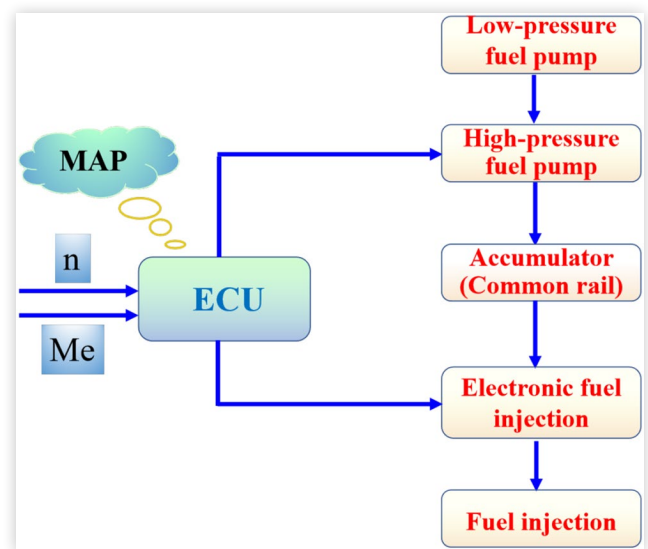 Low-pressure
fuel pump
High-pressure
fuel pump
MAP
n
Accumulator
(Common rail)
ECU
Me
Electronic fuel
injection
Fuel injection